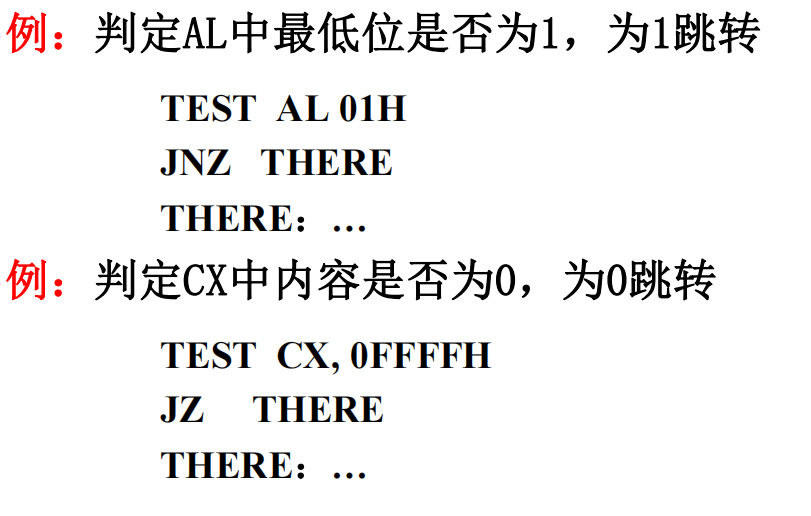 例：判定AL中最低位是否为1，为1跳转
TEST AL 01H
JNZ THERE
THERE：…
例：判定CX中内容是否为0，为0跳转
TEST CX, 0FFFFH
JZ THERE
THERE：…